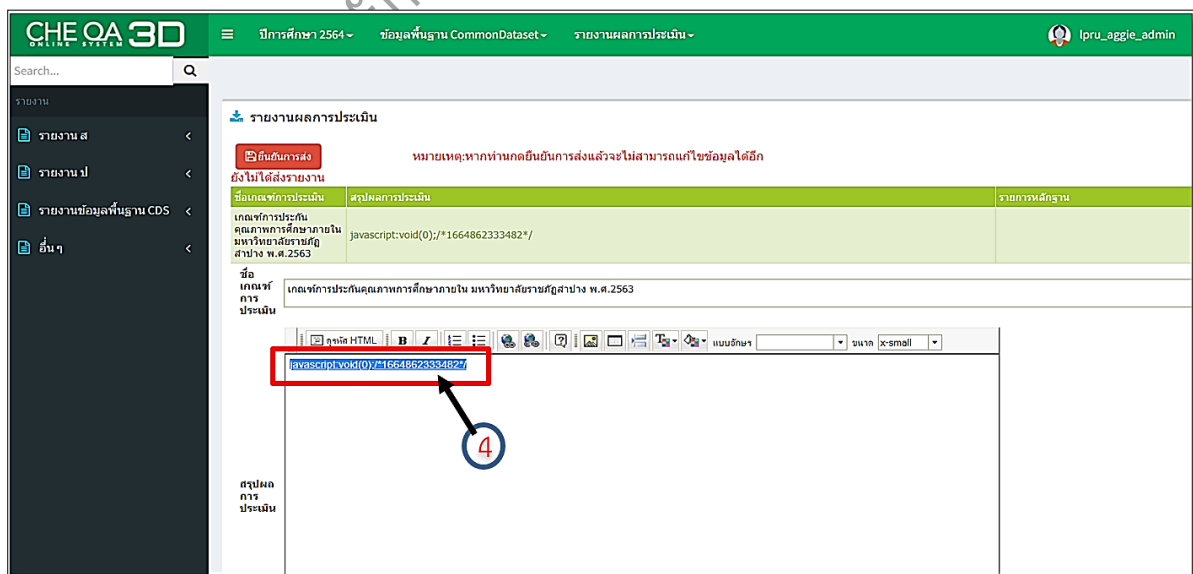 CHE QA 3D
ONLINE SYSTEM
ปีการศึกษา 2564
ข้อมูลพื้นฐาน CommonDataset
รายงานผลการประเมิน
lpru_aggie_admin
Search...
รายงาน
รายงาน ส
รายงาน ป
รายงานข้อมูลพื้นฐาน CDS
อื่น ๆ
รายงานผลการประเมิน
ยืนยันการส่ง
หมายเหตุ:หากท่านกดยืนยันการส่งแล้วจะไม่สามารถแก้ไขข้อมูลได้อีก
ยังไม่ได้ส่งรายงาน
ชื่อเกณฑ์การประเมิน สรุปผลการประเมิน รายการหลักฐาน
เกณฑ์การประกัน
คุณภาพการศึกษาภายใน
มหาวิทยาลัยราชภัฏ
ลำปาง พ.ศ.2563
javascript:void(0);/*1664862333482*/
ชื่อ
เกณฑ์
การ
ประเมิน
เกณฑ์การประกันคุณภาพการศึกษาภายใน มหาวิทยาลัยราชภัฏลำปาง พ.ศ.2563
ดูรหัส HTML B I แบบอักษร ขนาด x-small
javascript:void(0);/*1664862333482*/
4
สรุปผล
การ
ประเมิน